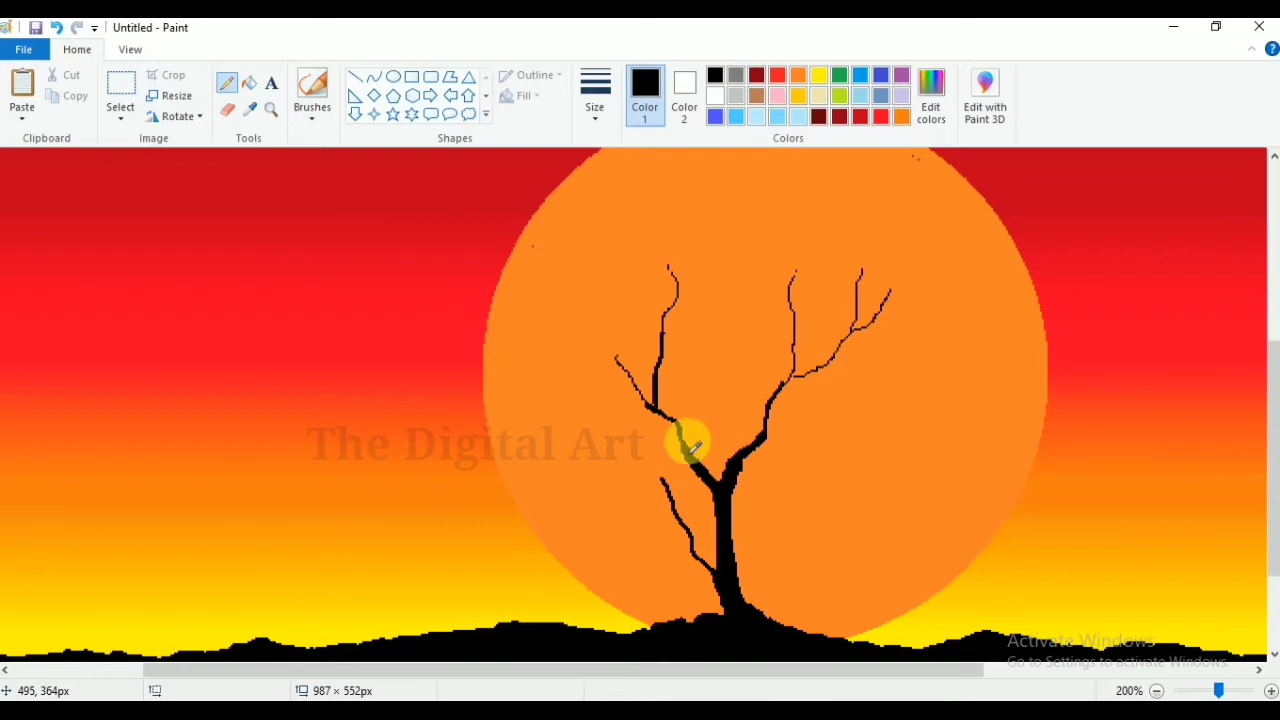 Untitled - Paint
File Home View
Paste
Cut
Copy
Clipboard
Select
Crop
Resize
Rotate
Image
A
Tools
Brushes
Outline
Fill
Shapes
Size
Color
1
Color
2
Edit
colors
Colors
Edit with
Paint 3D
?
The Digital Art
Activate Windows
Go to Settings to activate Windows.
495, 364px
987 × 552px
200%